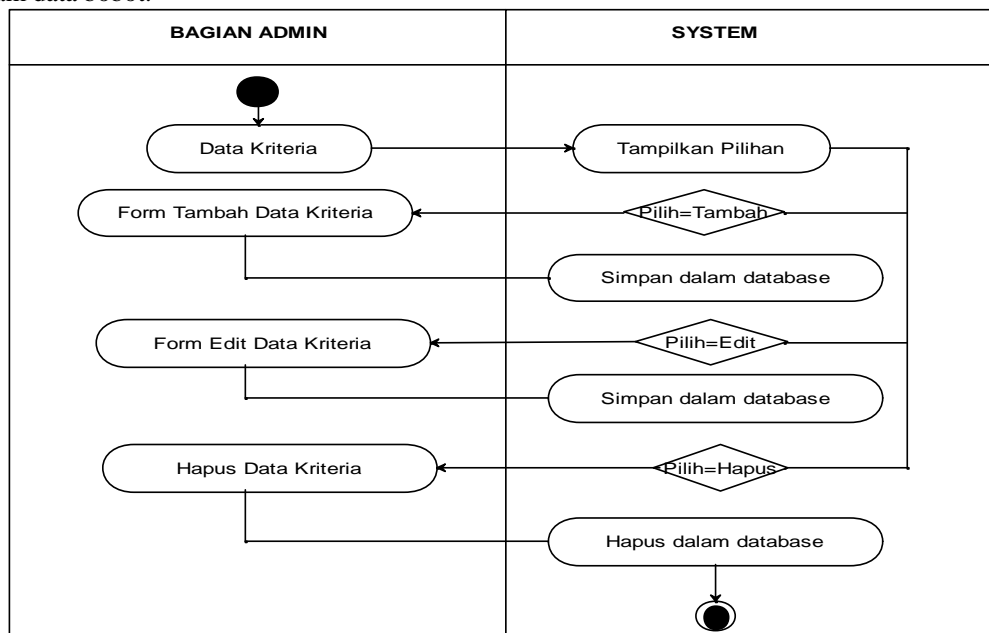 BAGIAN ADMIN
SYSTEM
Data Kriteria
Tampilkan Pilihan
Form Tambah Data Kriteria
Pilih=Tambah
Simpan dalam database
Form Edit Data Kriteria
Pilih=Edit
Simpan dalam database
Hapus Data Kriteria
Pilih=Hapus
Hapus dalam database